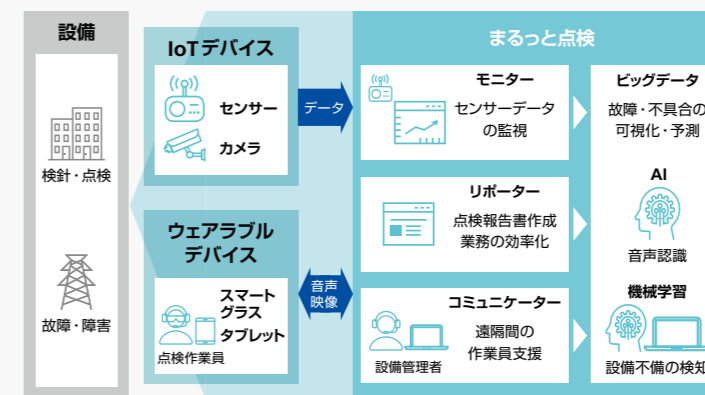 設備
検針・点検
故障・障害
IoTデバイス
センサー
カメラ
ウェアラブル
デバイス
スマート
グラス
タブレット
点検作業員
データ
音声
映像
まるっと点検
モニター
センサーデータ
の監視
リポーター
点検報告書作成
業務の効率化
コミュニケーター
遠隔間の
作業員支援
設備管理者
ビッグデータ
故障・不具合の
可視化・予測
AI
音声認識
機械学習
設備不備の検知